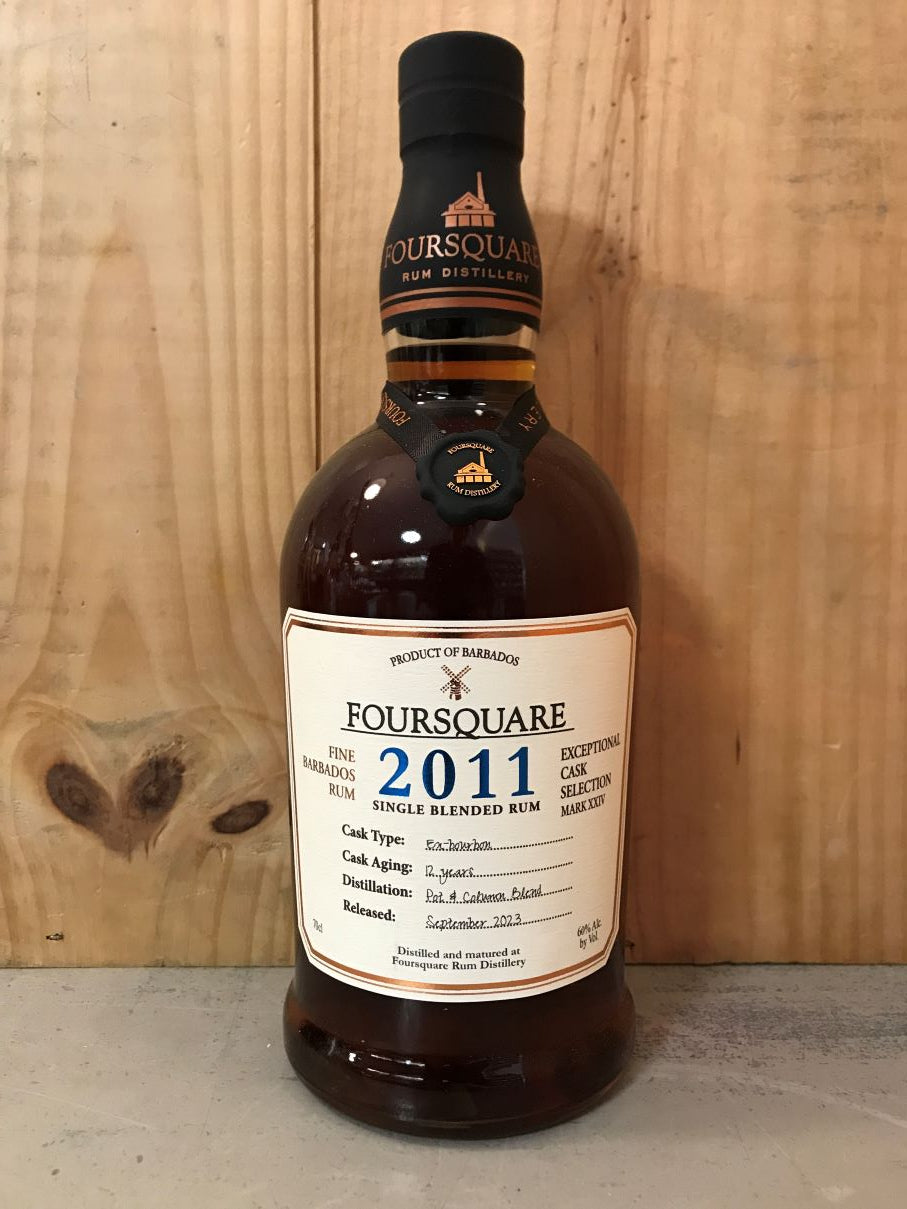 FOURSQUARE
RUM DISTILLERY
FOURSQUARE
RUM DISTILLERY
PRODUCT OF BARBADOS
FOURSQUARE
FINE
BARBADOS
RUM
2011
SINGLE BLENDED RUM
EXCEPTIONAL
CASK
SELECTION
MARK XXIV
Cask Type: Ex-bourbon
Cask Aging: 12 years
Distillation: Pot & Column Blend
Released: September 2023
70cl
60% Alc.
by Vol.
Distilled and matured at
Foursquare Rum Distillery